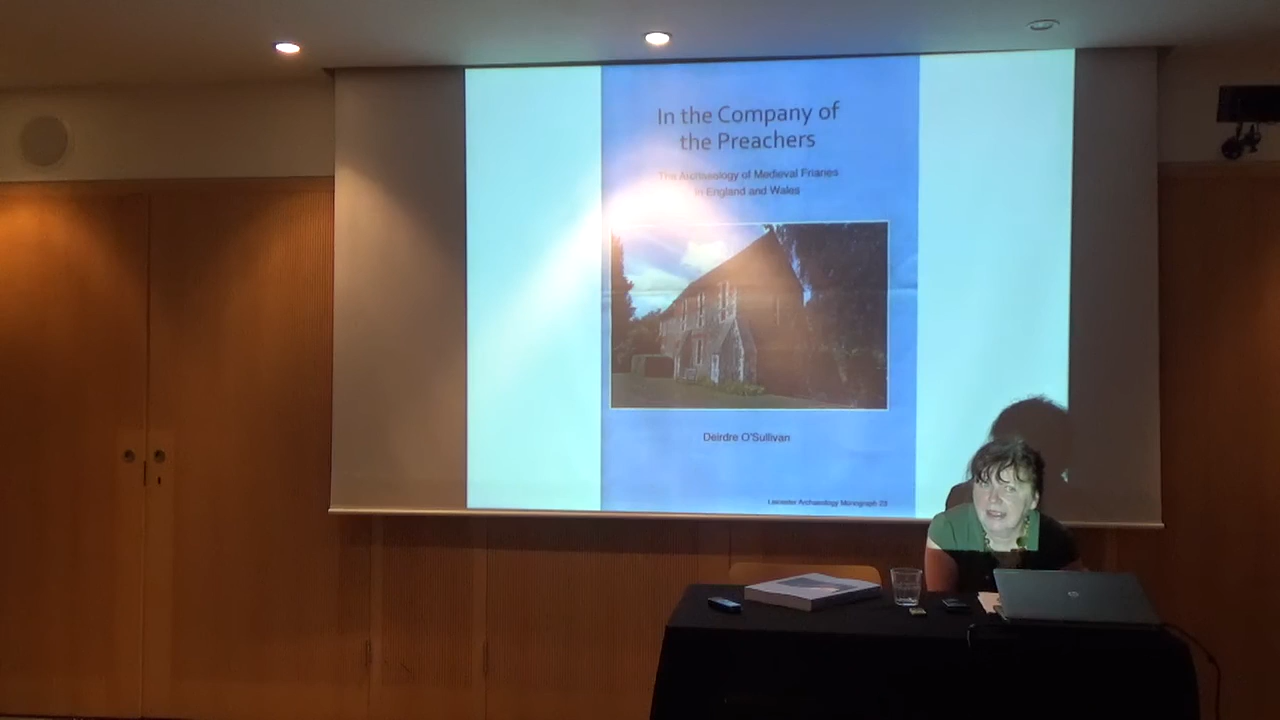 In the Company of
the Preachers
The Archaeology of Medieval Friaries
in England and Wales
Deirdre O'Sullivan
Leicester Archaeology Monograph 23
hp